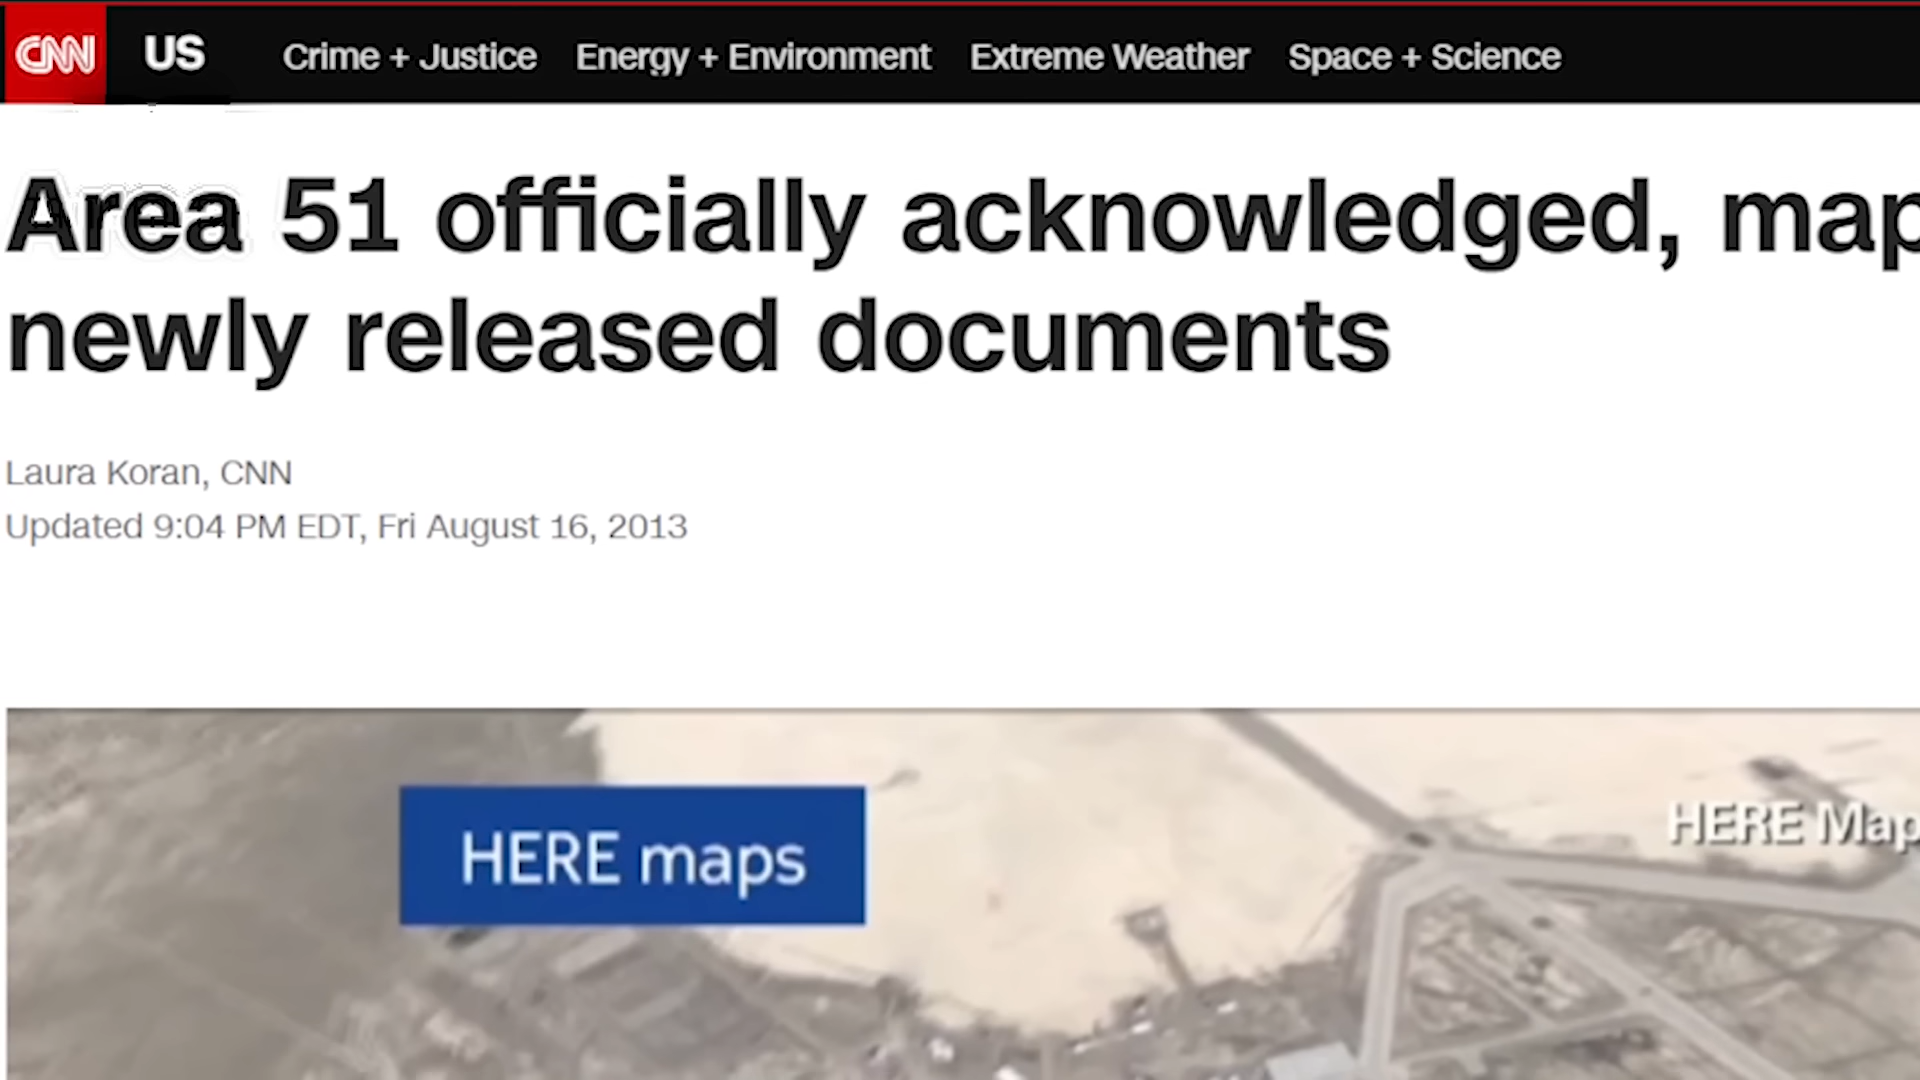 CNN US Crime + Justice Energy + Environment Extreme Weather Space + Science
Area 51 officially acknowledged, map
newly released documents
Laura Koran, CNN
Updated 9:04 PM EDT, Fri August 16, 2013
HERE maps
HERE Map